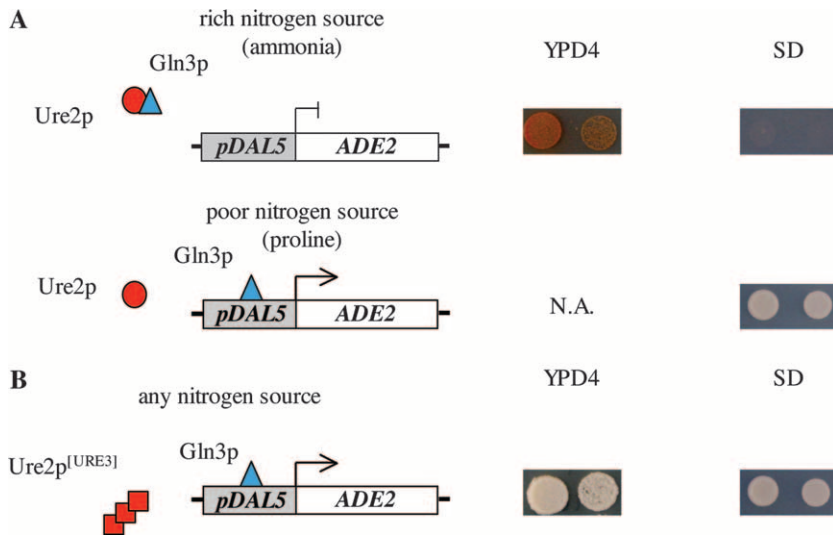 A
rich nitrogen source
(ammonia)
YPD4
SD
Gln3p
Ure2p
pDAL5
ADE2
poor nitrogen source
(proline)
Gln3p
Ure2p
pDAL5
ADE2
N.A.
B
any nitrogen source
YPD4
SD
Gln3p
Ure2p[URE3]
pDAL5
ADE2